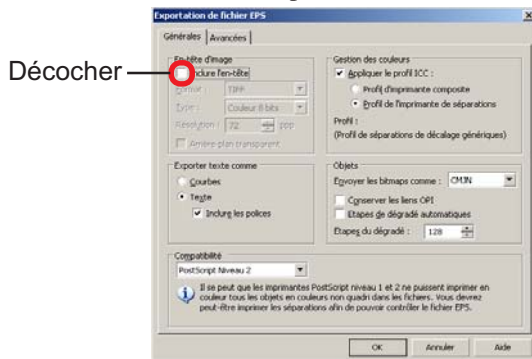 Exportation de fichier EPS
Générales
Avancées
Décocher
En-tête d'image
Inclure l'en-tête
Format : TIFF
Type : Couleur 8 bits
Résolution : 72 ppp
Arrière plan transparent
Gestion des couleurs
Appliquer le profil ICC :
Profil d'imprimante composite
Profil de l'imprimante de séparations
Profil :
(Profil de séparations de décalage génériques)
Exporter texte comme
Courbes
Texte
Inclure les polices
Objets
Envoyer les bitmaps comme : CMJN
Conserver les liens OPI
Etapes de dégradé automatiques
Etapes du dégradé : 128
Compatibilité
PostScript Niveau 2
Il se peut que les imprimantes PostScript niveau 1 et 2 ne puissent imprimer en
couleur tous les objets en couleurs non quadri dans les fichiers. Vous devrez
peut-être imprimer les séparations afin de pouvoir contrôler le fichier EPS.
OK
Annuler
Aide